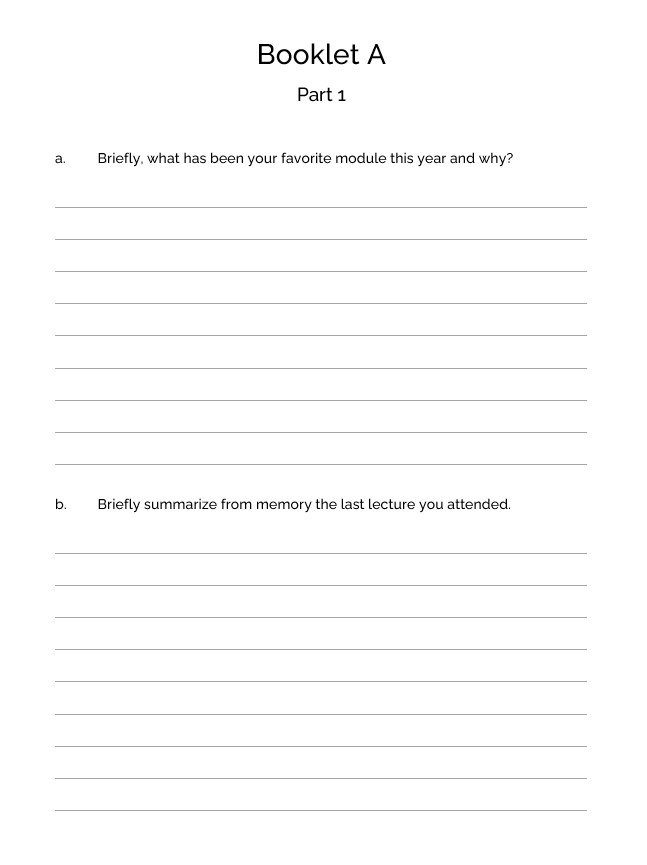 Booklet A
Part 1
a. Briefly, what has been your favorite module this year and why?
b. Briefly summarize from memory the last lecture you attended.